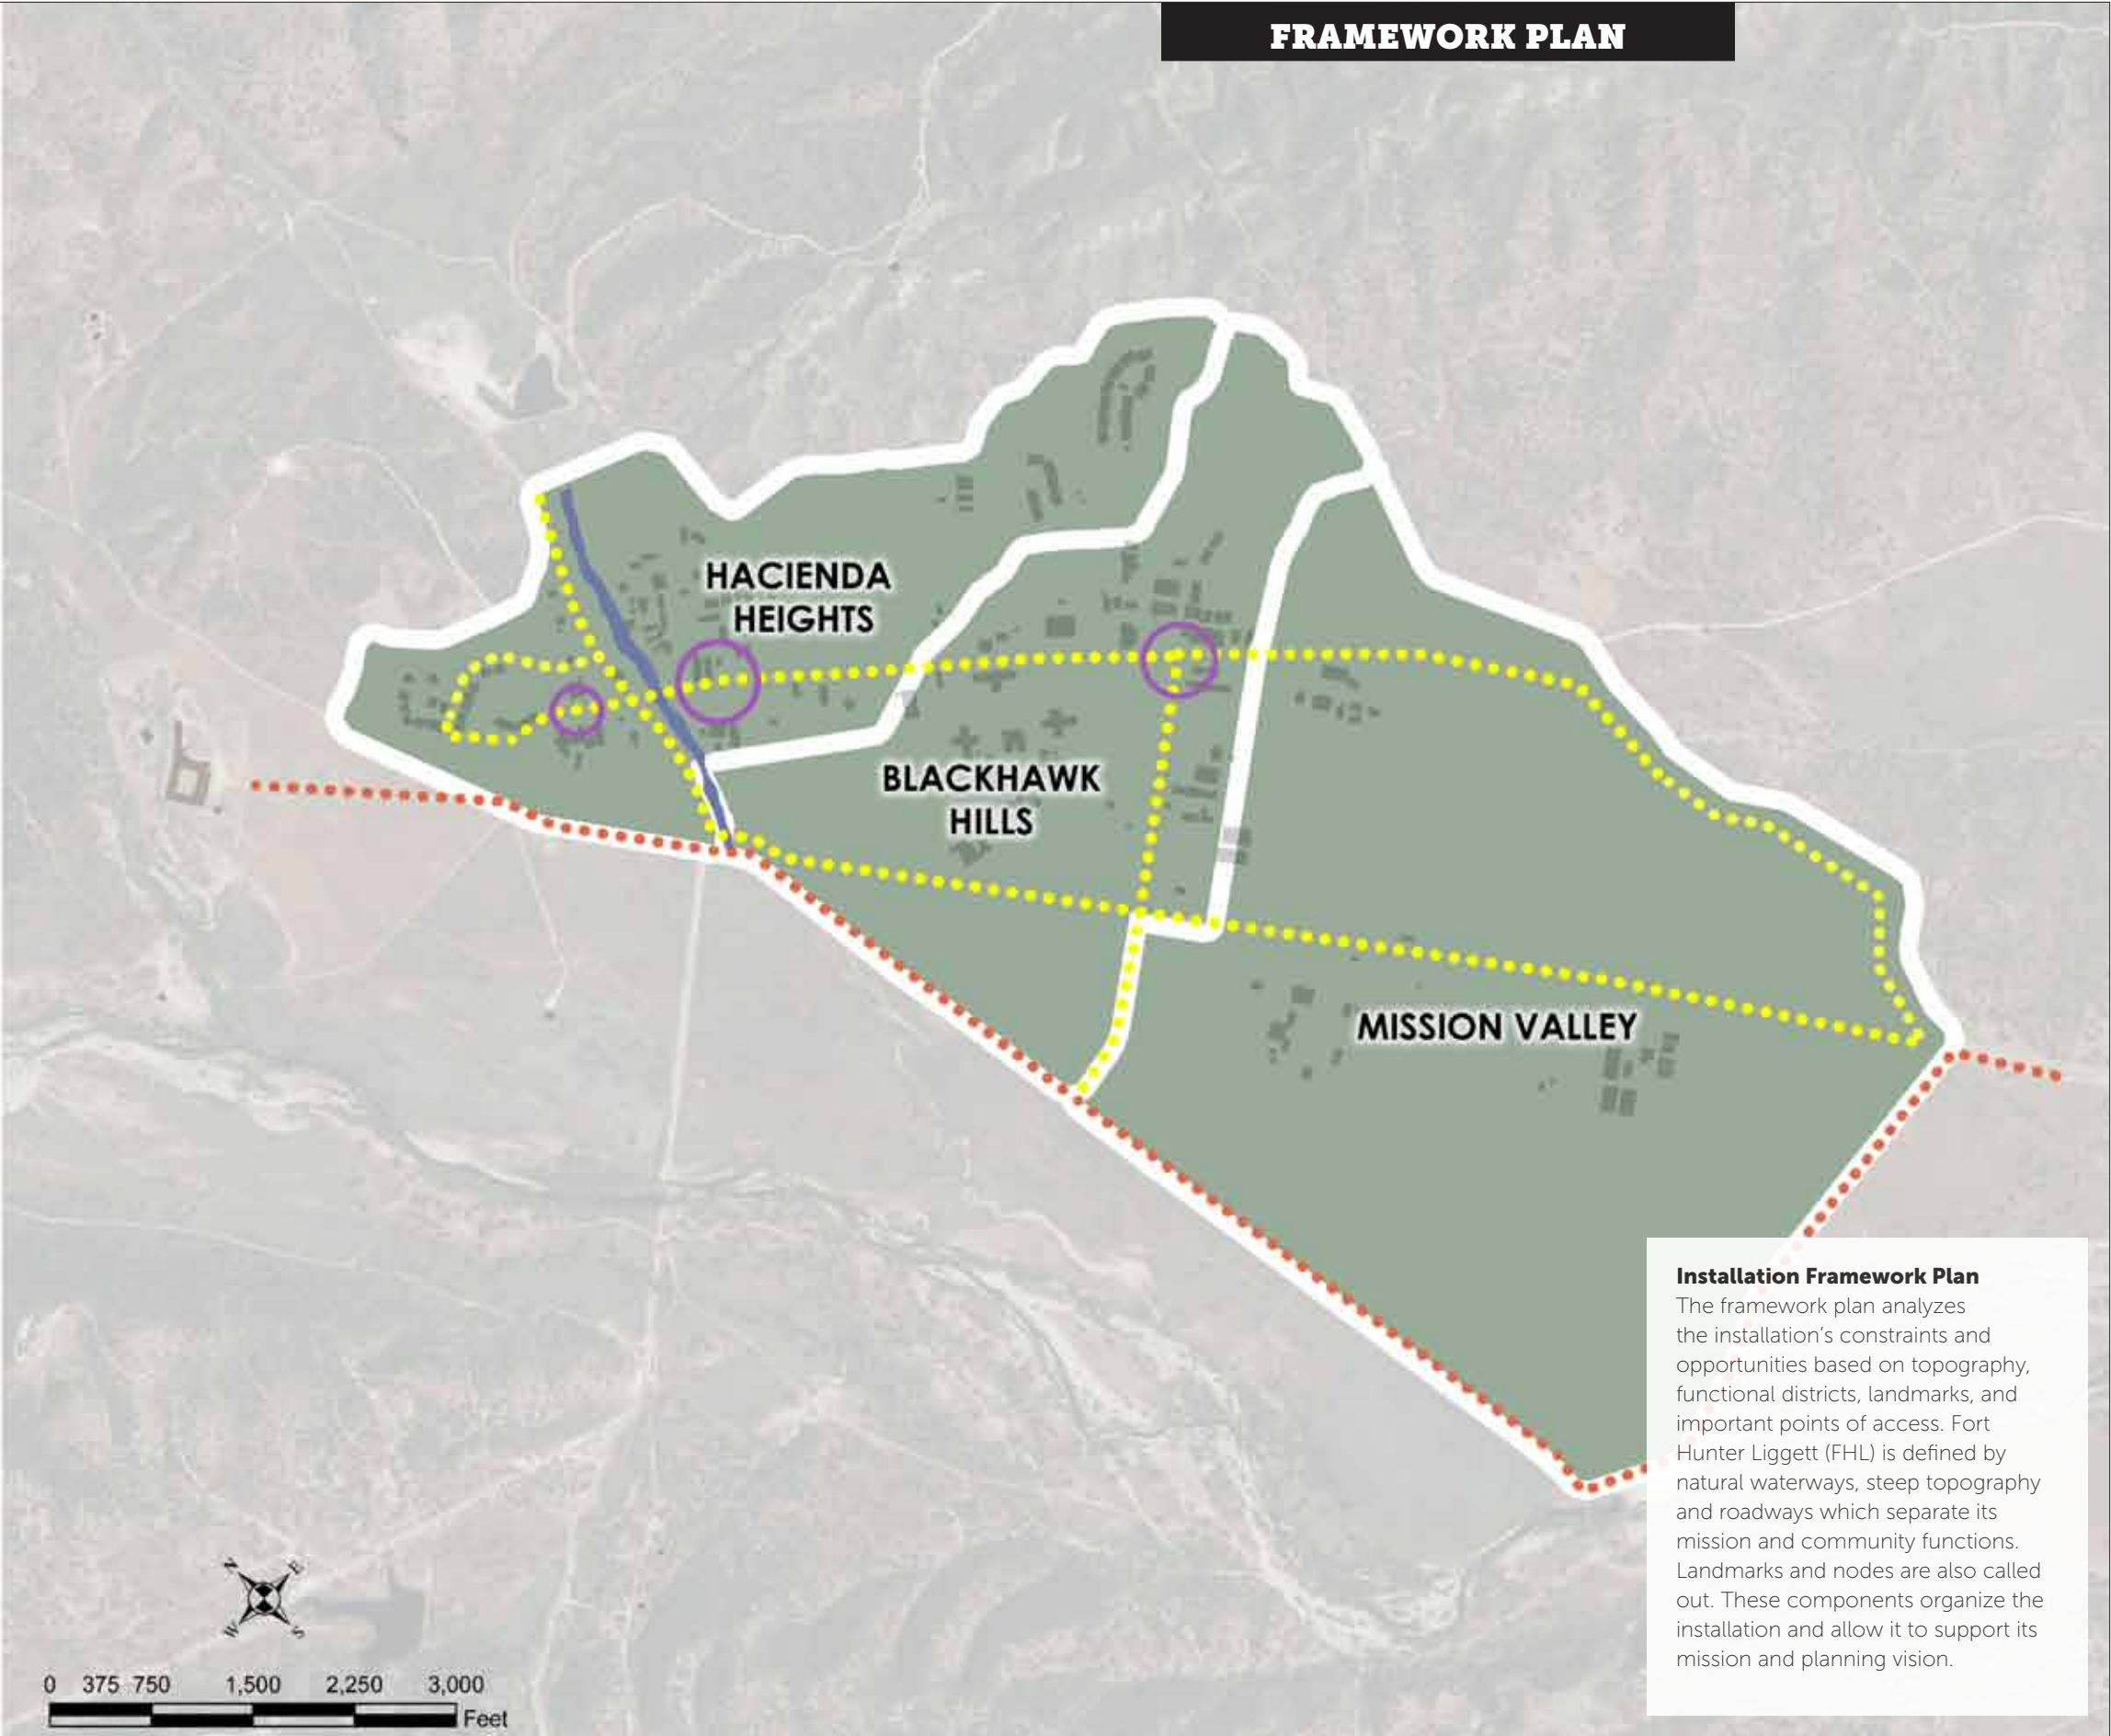 FRAMEWORK PLAN
HACIENDA
HEIGHTS
BLACKHAWK
HILLS
MISSION VALLEY
Installation Framework Plan
The framework plan analyzes
the installation’s constraints and
opportunities based on topography,
functional districts, landmarks, and
important points of access. Fort
Hunter Liggett (FHL) is defined by
natural waterways, steep topography
and roadways which separate its
mission and community functions.
Landmarks and nodes are also called
out. These components organize the
installation and allow it to support its
mission and planning vision.
N E
W S
0 375 750 1,500 2,250 3,000
Feet